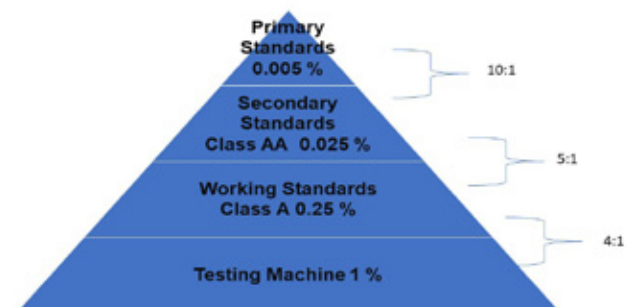 Primary
Standards
0.005 %
10:1
Secondary
Standards
Class AA 0.025 %
5:1
Working Standards
Class A 0.25 %
4:1
Testing Machine 1 %